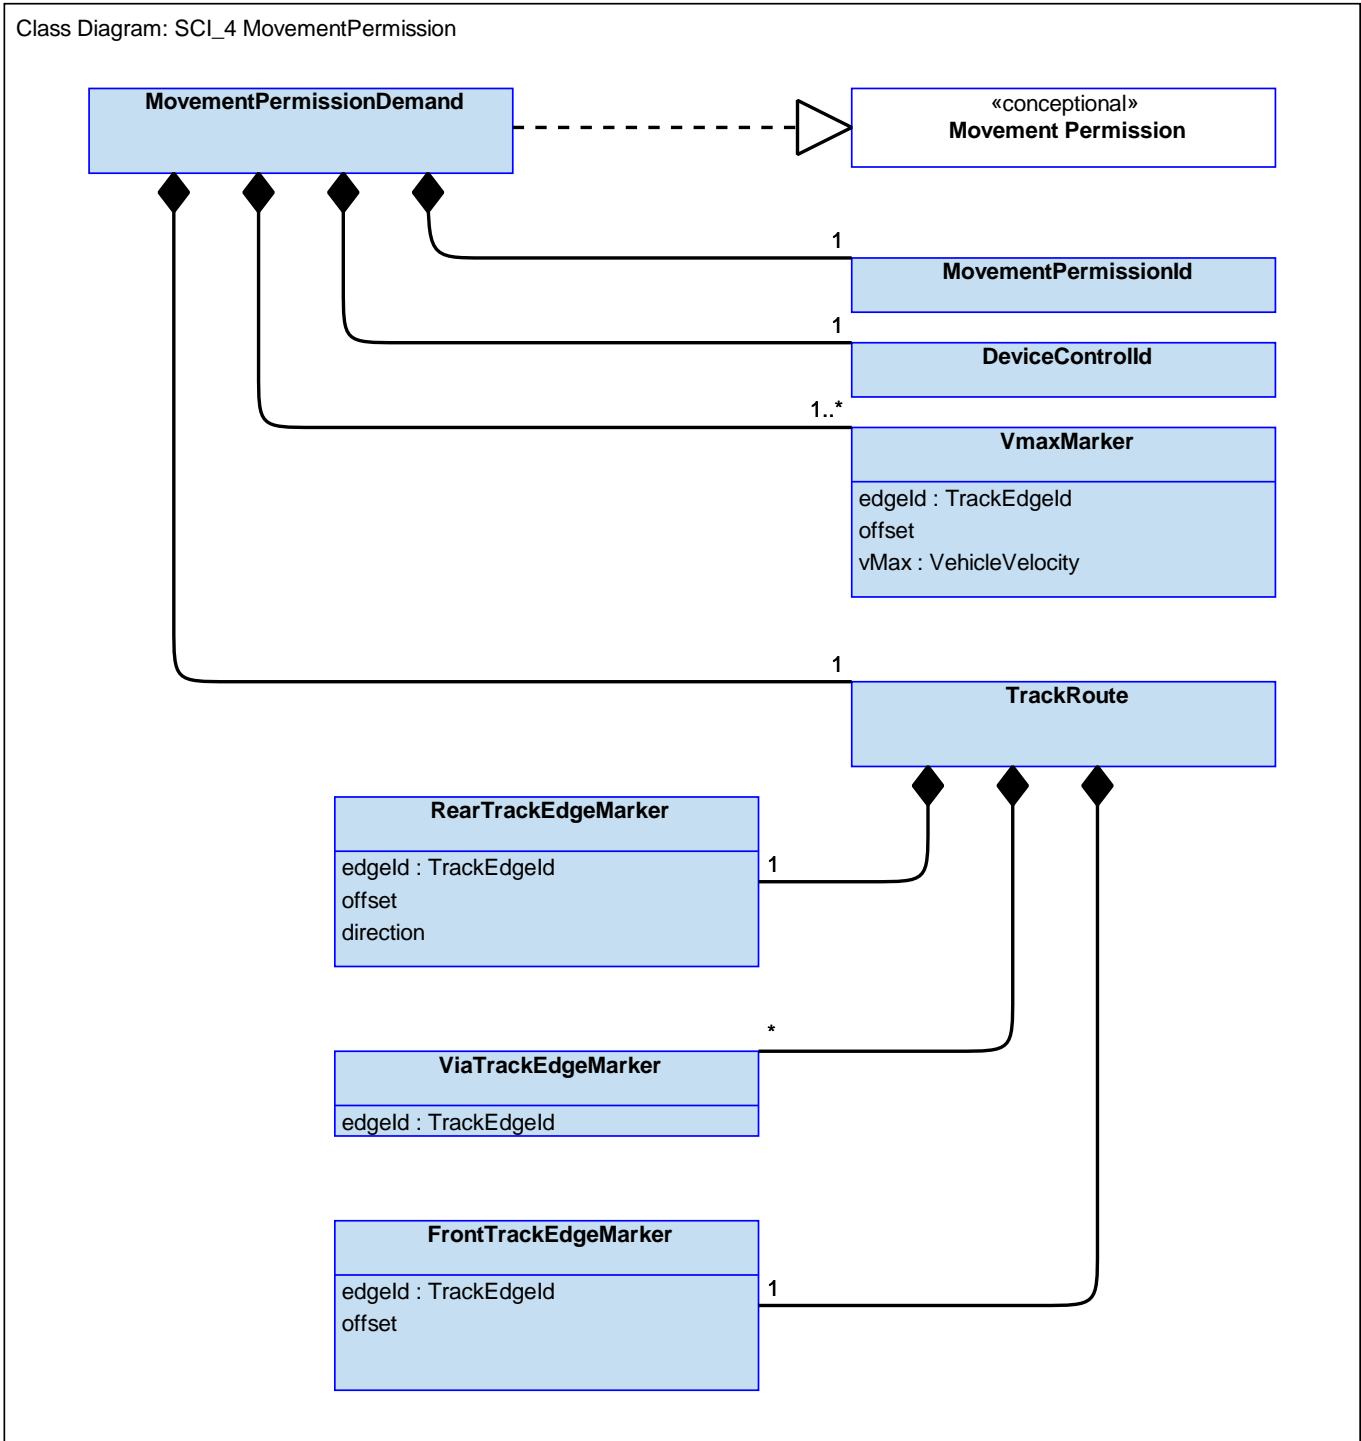 Class Diagram: SCI_4 MovementPermission
MovementPermissionDemand
«conceptional»
Movement Permission
1
MovementPermissionId
1
DeviceControlId
1..*
VmaxMarker
edgeId : TrackEdgeId
offset
vMax : VehicleVelocity
1
TrackRoute
RearTrackEdgeMarker
edgeId : TrackEdgeId
offset
direction
1
*
ViaTrackEdgeMarker
edgeId : TrackEdgeId
FrontTrackEdgeMarker
edgeId : TrackEdgeId
offset
1